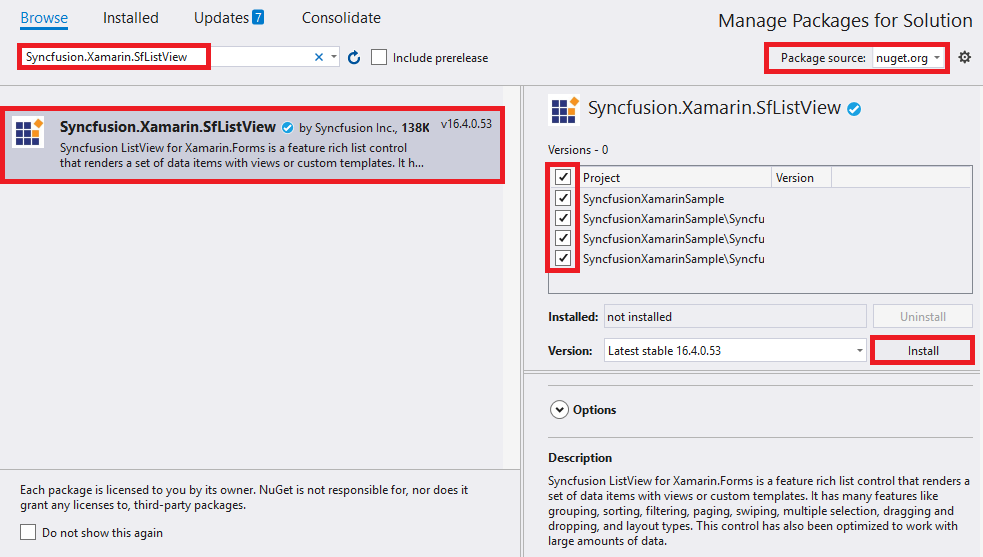 Browse Installed Updates 7 Consolidate
Manage Packages for Solution
Syncfusion.Xamarin.SfListView
Include prerelease
Package source: nuget.org
Syncfusion.Xamarin.SfListView by Syncfusion Inc., 138K v16.4.0.53
Syncfusion ListView for Xamarin.Forms is a feature rich list control
that renders a set of data items with views or custom templates. It h...
Each package is licensed to you by its owner. NuGet is not responsible for, nor does it
grant any licenses to, third-party packages.
Do not show this again
Syncfusion.Xamarin.SfListView
Versions - 0
Project Version
SyncfusionXamarinSample
SyncfusionXamarinSample\Syncfu
SyncfusionXamarinSample\Syncfu
SyncfusionXamarinSample\Syncfu
Installed: not installed Uninstall
Version: Latest stable 16.4.0.53 Install
Options
Description
Syncfusion ListView for Xamarin.Forms is a feature rich list control that renders a
set of data items with views or custom templates. It has many features like
grouping, sorting, filtering, paging, swiping, multiple selection, dragging and
dropping, and layout types. This control has also been optimized to work with
large amounts of data.